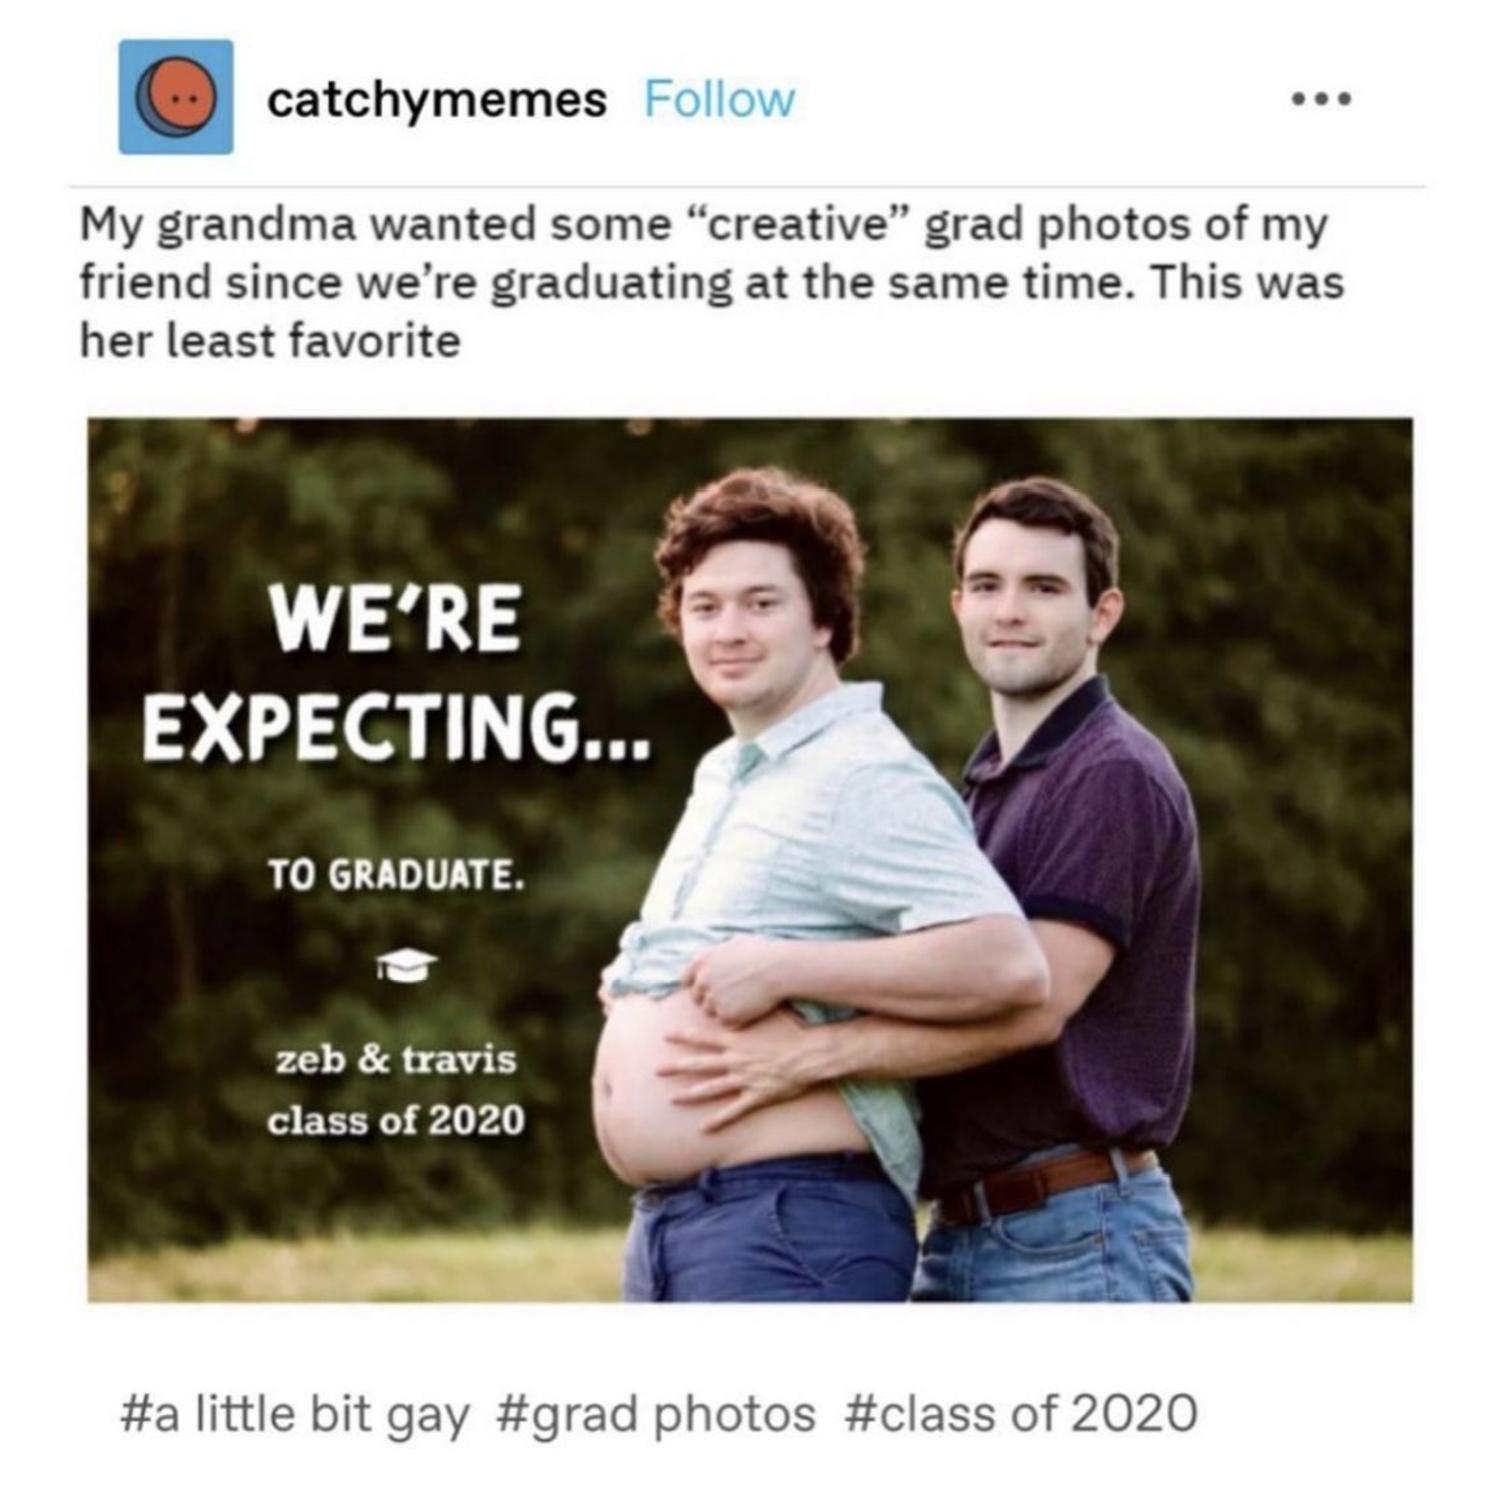 catchymemes Follow
My grandma wanted some “creative” grad photos of my
friend since we’re graduating at the same time. This was
her least favorite
WE’RE
EXPECTING...
TO GRADUATE.
zeb & travis
class of 2020
#a little bit gay #grad photos #class of 2020